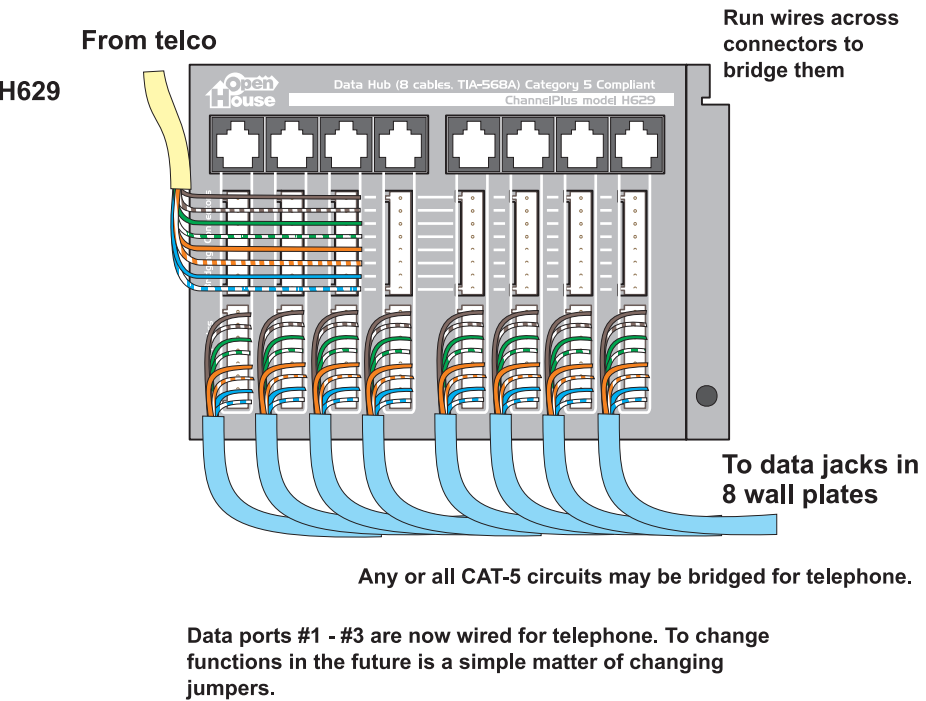 Run wires across
connectors to
bridge them
From telco
H629
Open
House
Data Hub (8 cables, TIA-568A) Category 5 Compliant
ChannelPlus model H629
To data jacks in
8 wall plates
Any or all CAT-5 circuits may be bridged for telephone.
Data ports #1 - #3 are now wired for telephone. To change
functions in the future is a simple matter of changing
jumpers.